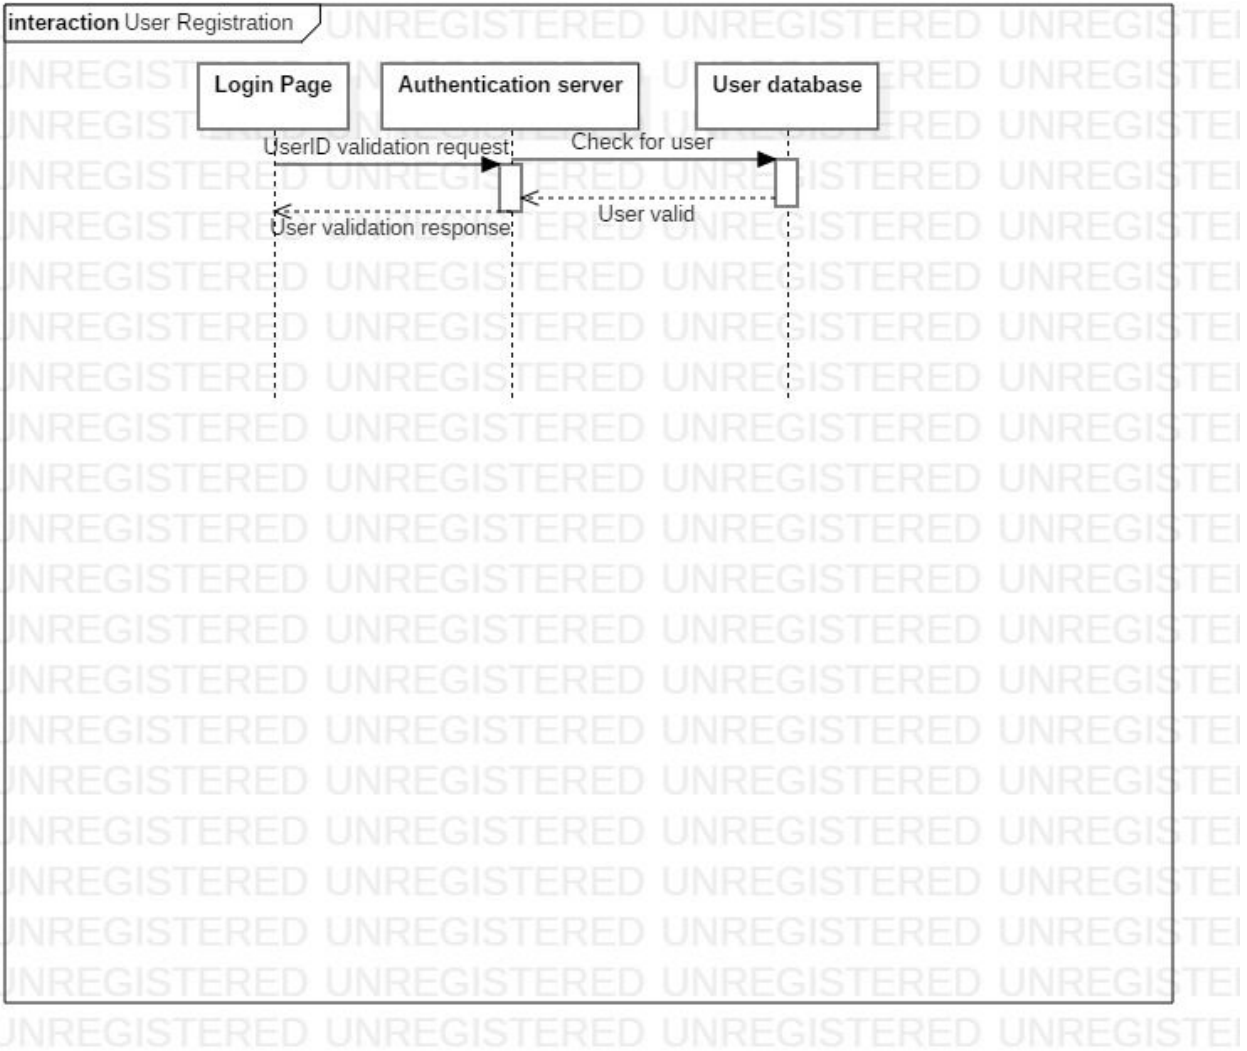 interaction User Registration
Login Page
Authentication server
User database
UserID validation request
Check for user
User valid
User validation response
UNREGISTERED UNREGISTERED UNREGISTERED UNREGISTERED